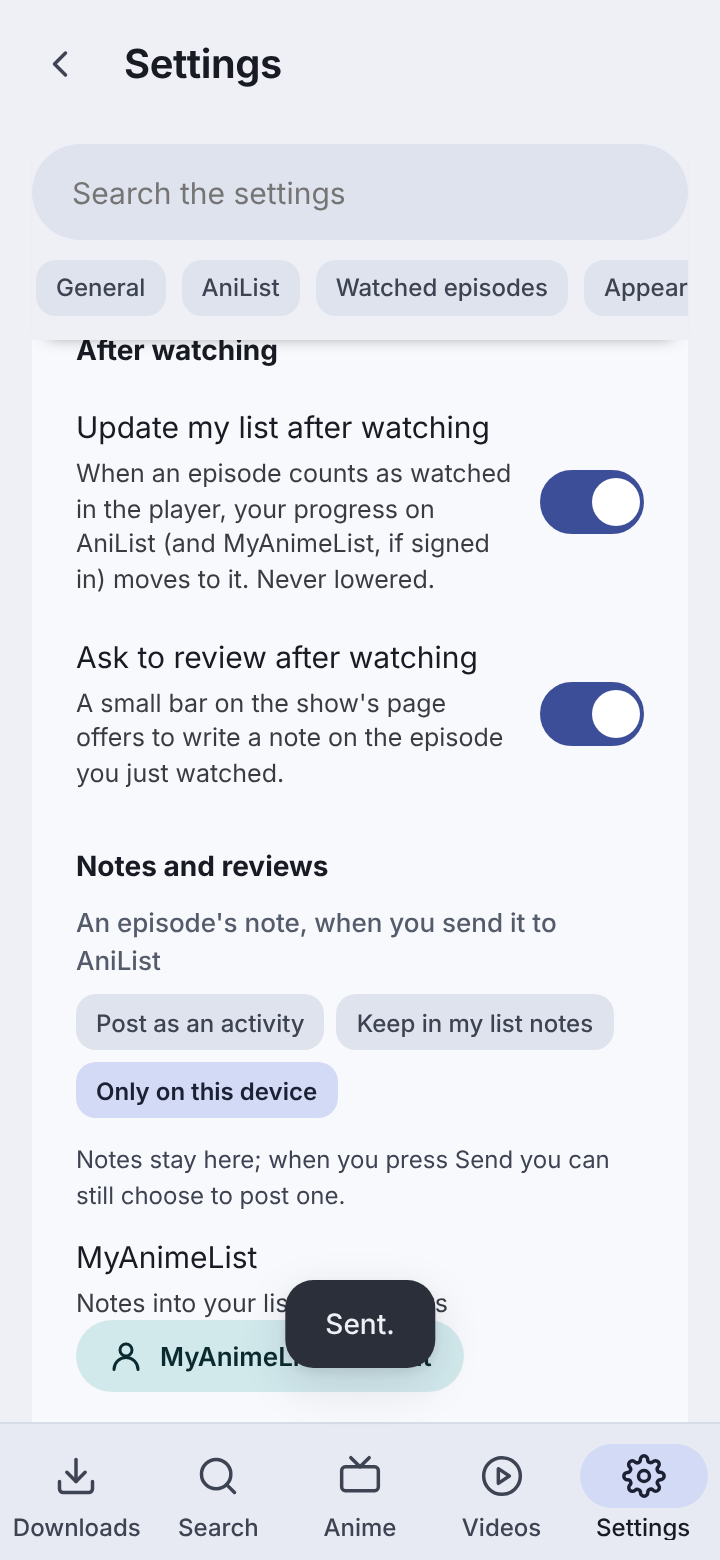 Settings
Search the settings
General
AniList
Watched episodes
Appear
After watching
Update my list after watching
When an episode counts as watched
in the player, your progress on
AniList (and MyAnimeList, if signed
in) moves to it. Never lowered.
Ask to review after watching
A small bar on the show's page
offers to write a note on the episode
you just watched.
Notes and reviews
An episode's note, when you send it to
AniList
Post as an activity
Keep in my list notes
Only on this device
Notes stay here; when you press Send you can
still choose to post one.
MyAnimeList
Notes into your
Sent.
Downloads
Search
Anime
Videos
Settings